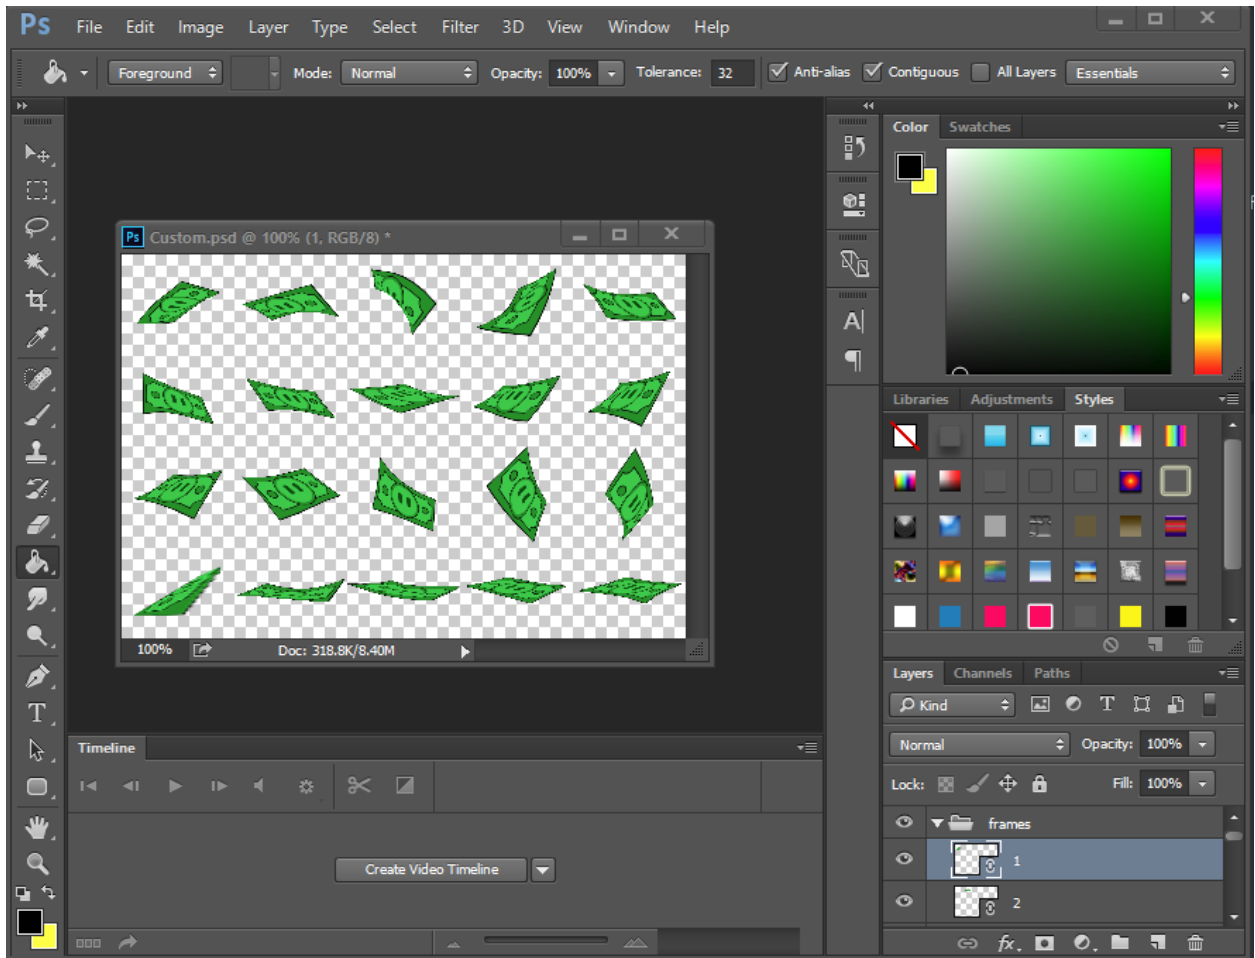 Ps File Edit Image Layer Type Select Filter 3D View Window Help
Foreground Mode: Normal Opacity: 100% Tolerance: 32 Anti-alias Contiguous All Layers Essentials
Color Swatches
Ps Custom.psd @ 100% (1, RGB/8) *
100% Doc: 318.8K/8.40M
Libraries Adjustments Styles
Layers Channels Paths
Kind
Normal Opacity: 100%
Lock: Fill: 100%
frames
1
2
Timeline
Create Video Timeline